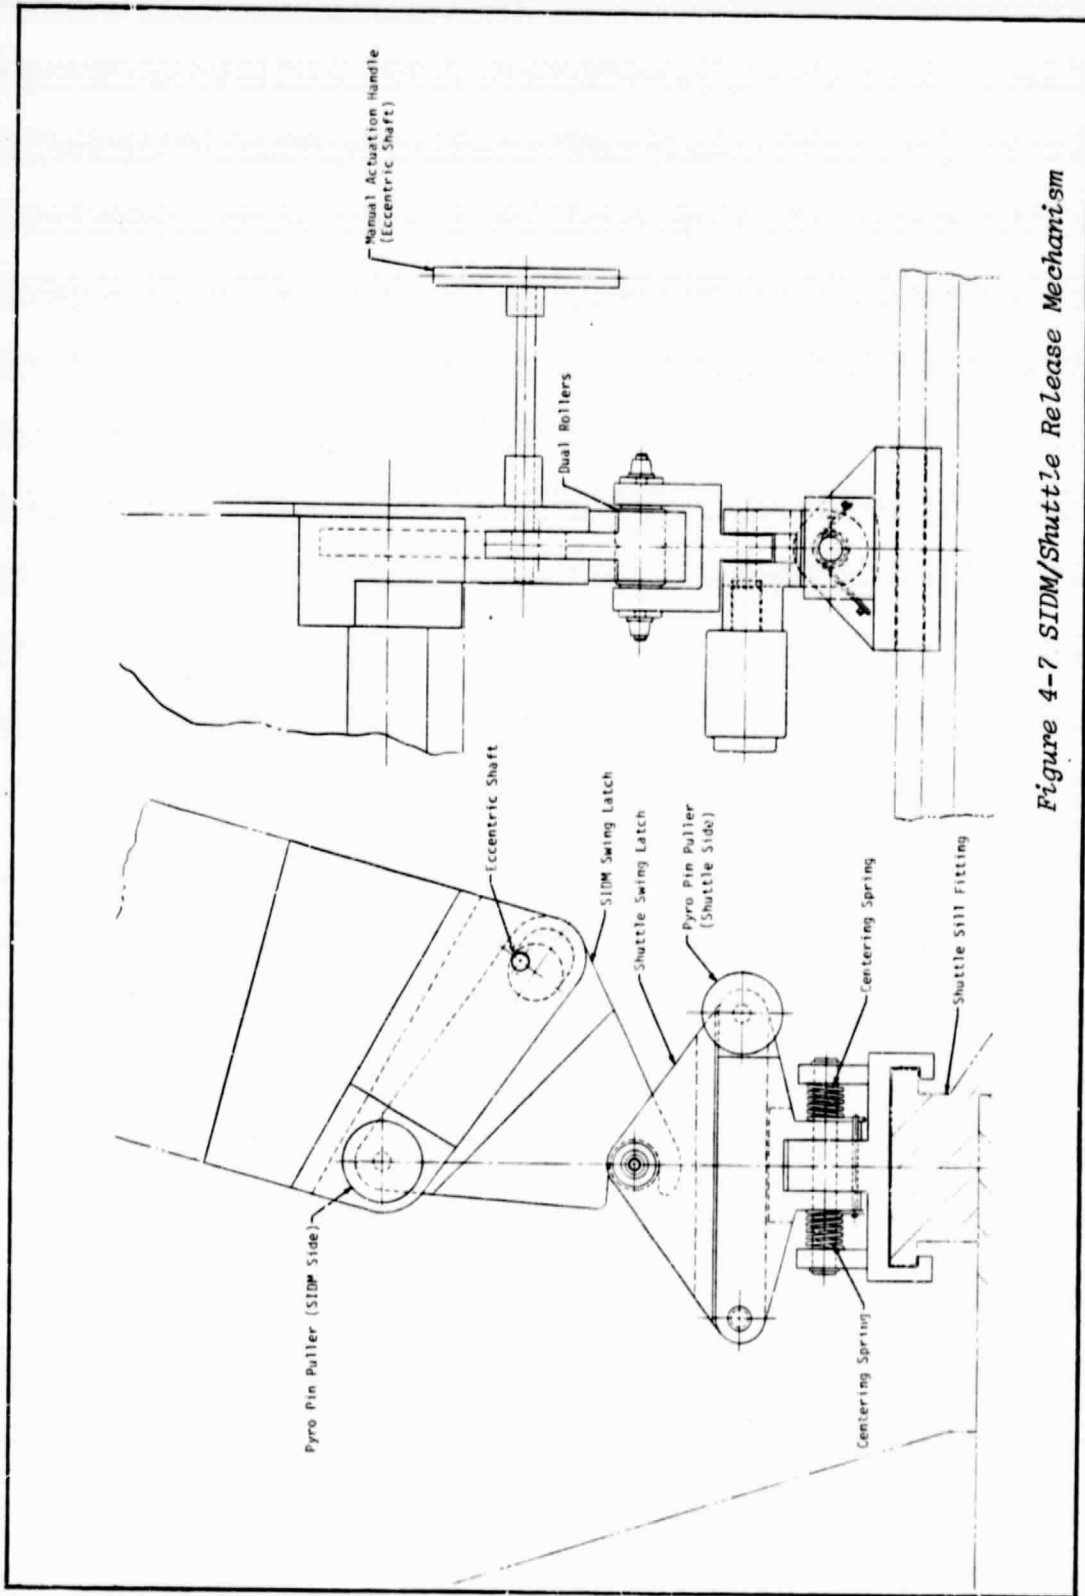 Pyro Pin Puller (SIDM Side)
Eccentric Shaft
SIDM Swing Latch
Shuttle Swing Latch
Pyro Pin Puller
(Shuttle Side)
Centering Spring
Centering Spring
Shuttle Sill Fitting
Manual Actuation Handle
(Eccentric Shaft)
Dual Rollers
Figure 4-7 SIDM/Shuttle Release Mechanism